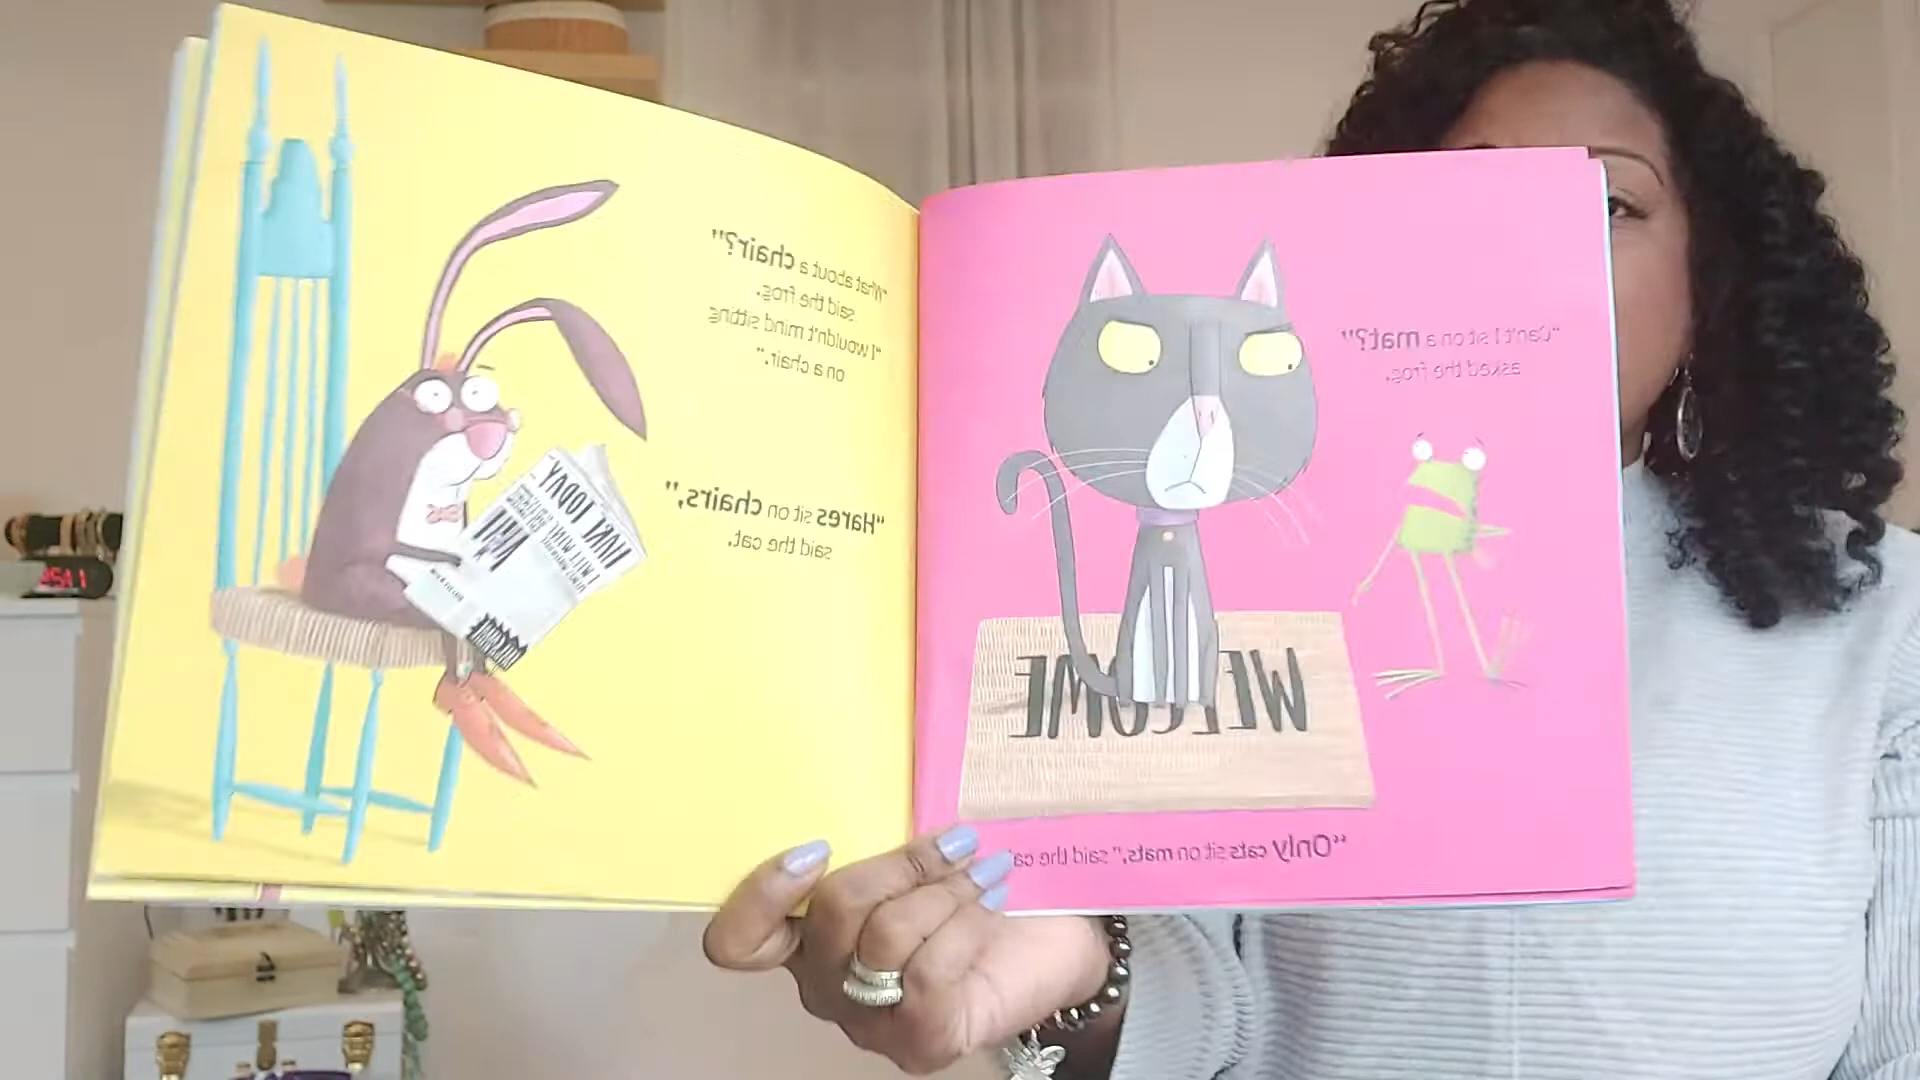 "Can't I sit on a mat?"
asked the frog.
WELCOME
"Only cats sit on mats," said the
"What about a chair?"
said the frog.
"I wouldn't mind sitting
on a chair."
"Hares sit on chairs,"
said the cat.
HARE TODAY